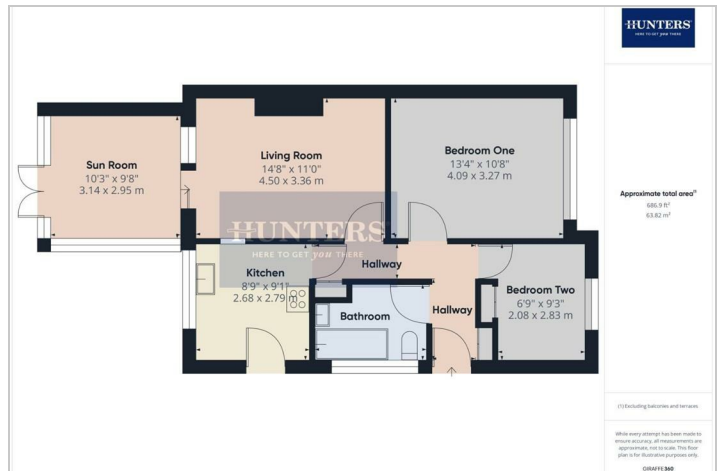 HUNTERS®
HERE TO GET you THERE
Sun Room
10'3" x 9'8"
3.14 x 2.95 m
Living Room
14'8" x 11'0"
4.50 x 3.36 m
Bedroom One
13'4" x 10'8"
4.09 x 3.27 m
HUNTERS®
HERE TO GET you THERE
Kitchen
8'9" x 9'1"
2.68 x 2.79 m
Hallway
Bathroom
Hallway
Bedroom Two
6'9" x 9'3"
2.08 x 2.83 m
Approximate total area(1)
686.9 ft²
63.82 m²
(1) Excluding balconies and terraces
While every attempt has been made to
ensure accuracy, all measurements are
approximate, not to scale. This floor
plan is for illustrative purposes only.
GIRAFFE360